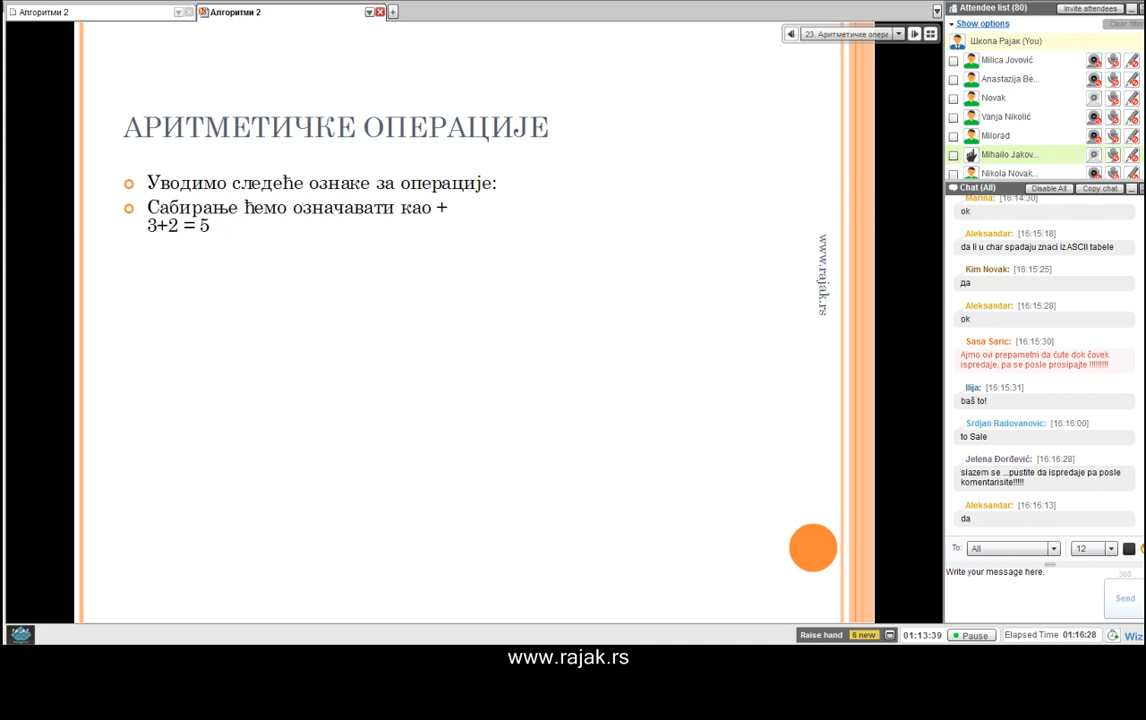 Алгоритми 2
Алгоритми 2
23. Аритметичке опера
АРИТМЕТИЧКЕ ОПЕРАЦИЈЕ
Уводимо следеће ознаке за операције:
Сабирање ћемо означавати као +
3+2 = 5
www.rajak.rs
Attendee list (80)
Invite attendees
Show options
Clear
Школа Рајак (You)
Milica Jovović
Anastazija Be...
Novak
Vanja Nikolić
Milorad
Mihailo Jakov...
Nikola Novak...
Chat (All)
Disable All
Copy chat
Marina: [16:14:30]
ok
Aleksandar: [16:15:18]
da li u char spadaju znaci iz ASCII tabele
Kim Novak: [16:15:25]
да
Aleksandar: [16:15:28]
ok
Sasa Saric: [16:15:30]
Ajmo ovi prepametni da ćute dok čovek
ispredaje, pa se posle prosipajte !!!!!!!!!
Ilija: [16:15:31]
baš to!
Srdjan Radovanovic: [16:16:00]
to Sale
Jelena Đorđević: [16:16:28]
slazem se ...pustite da ispredaje pa posle
komentarisite!!!!!
Aleksandar: [16:16:13]
da
To: All 12
Write your message here.
300
Send
Raise hand 6 new 01:13:39 Pause Elapsed Time 01:16:28 Wiz
www.rajak.rs